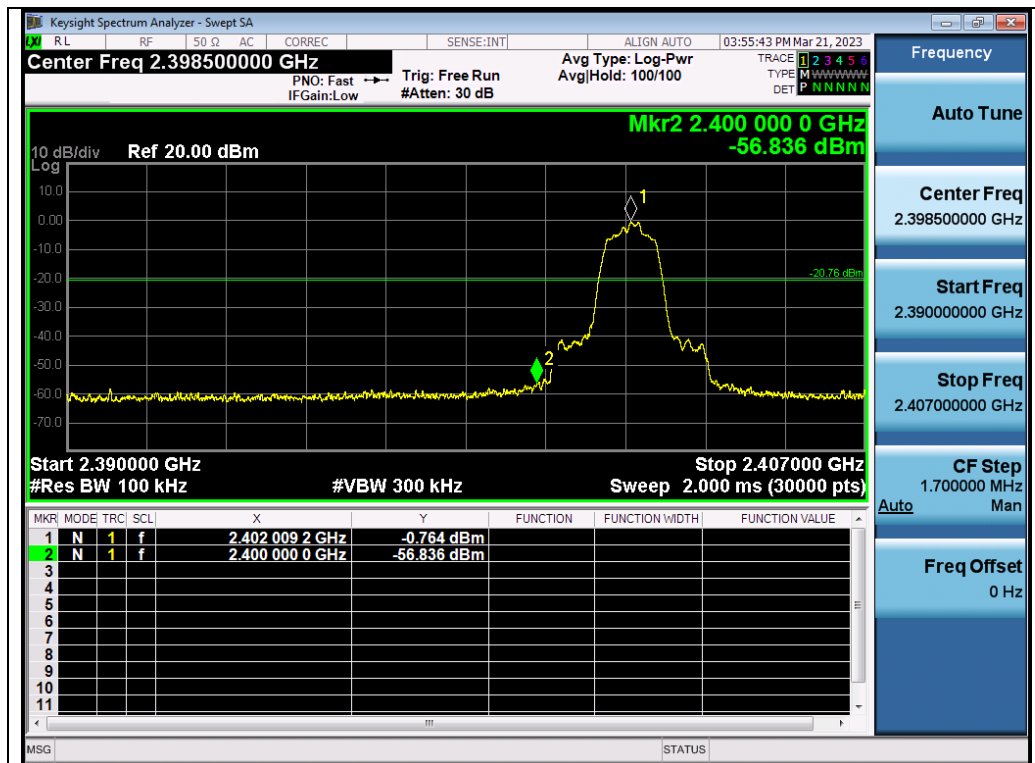 Keysight Spectrum Analyzer - Swept SA
LXI RL RF 50 Ω AC CORREC SENSE:INT ALIGN AUTO 03:55:43 PM Mar 21, 2023
Center Freq 2.398500000 GHz
PNO: Fast
IFGain:Low
Trig: Free Run
#Atten: 30 dB
Avg Type: Log-Pwr
Avg|Hold: 100/100
TRACE 1 2 3 4 5 6
TYPE M WWWWW
DET P N N N N N
Mkr2 2.400 000 0 GHz
-56.836 dBm
10 dB/div Ref 20.00 dBm
Log
10.0
0.00
-10.0
-20.0
-30.0
-40.0
-50.0
-60.0
-70.0
1
-20.76 dBm
2
Start 2.390000 GHz Stop 2.407000 GHz
#Res BW 100 kHz #VBW 300 kHz Sweep 2.000 ms (30000 pts)
MKR MODE TRC SCL X Y FUNCTION FUNCTION WIDTH FUNCTION VALUE
1 N 1 f 2.402 009 2 GHz -0.764 dBm
2 N 1 f 2.400 000 0 GHz -56.836 dBm
3
4
5
6
7
8
9
10
11
MSG STATUS
Frequency
Auto Tune
Center Freq
2.398500000 GHz
Start Freq
2.390000000 GHz
Stop Freq
2.407000000 GHz
CF Step
1.700000 MHz
Auto Man
Freq Offset
0 Hz